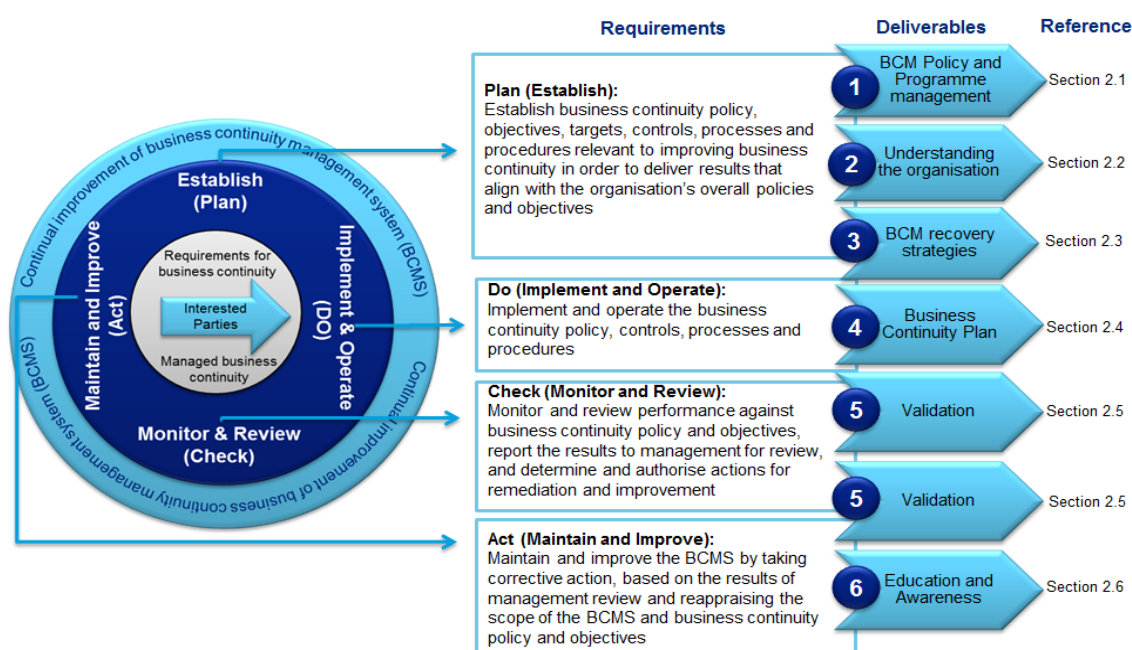 Requirements
Deliverables
Reference
Continual improvement of business continuity management system (BCMS)
Continual improvement of business continuity management system (BCMS)
Establish
(Plan)
Implement & Operate
(DO)
Monitor & Review
(Check)
Maintain and Improve
(Act)
Requirements for
business continuity
Interested
Parties
Managed business
continuity
Plan (Establish):
Establish business continuity policy,
objectives, targets, controls, processes and
procedures relevant to improving business
continuity in order to deliver results that
align with the organisation's overall policies
and objectives
1
BCM Policy and
Programme
management
Section 2.1
2
Understanding
the organisation
Section 2.2
3
BCM recovery
strategies
Section 2.3
Do (Implement and Operate):
Implement and operate the business
continuity policy, controls, processes and
procedures
4
Business
Continuity Plan
Section 2.4
Check (Monitor and Review):
Monitor and review performance against
business continuity policy and objectives,
report the results to management for review,
and determine and authorise actions for
remediation and improvement
5
Validation
Section 2.5
5
Validation
Section 2.5
Act (Maintain and Improve):
Maintain and improve the BCMS by taking
corrective action, based on the results of
management review and reappraising the
scope of the BCMS and business continuity
policy and objectives
6
Education and
Awareness
Section 2.6